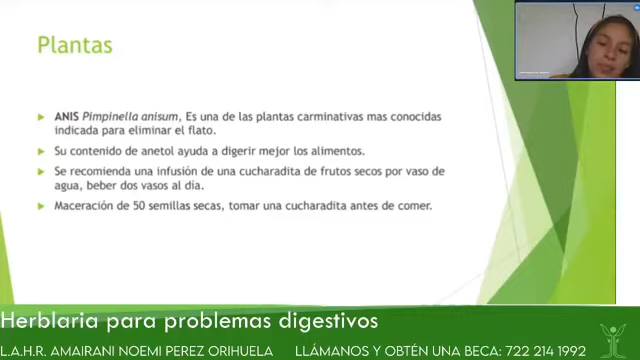 Plantas
ANIS Pimpinella anisum, Es una de las plantas carminativas mas conocidas
indicada para eliminar el flato.
Su contenido de anetol ayuda a digerir mejor los alimentos.
Se recomienda una infusión de una cucharadita de frutos secos por vaso de
agua, beber dos vasos al día.
Maceración de 50 semillas secas, tomar una cucharadita antes de comer.
Herblaria para problemas digestivos
L.A.H.R. AMAIRANI NOEMI PEREZ ORIHUELA LLÁMANOS Y OBTÉN UNA BECA: 722 214 1992